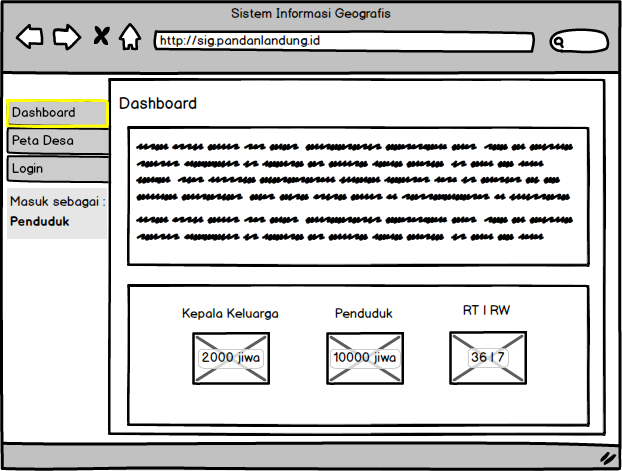 Sistem Informasi Geografis
http://sig.pandanlandung.id
Dashboard
Peta Desa
Login
Masuk sebagai :
Penduduk
Dashboard
Kepala Keluarga
Penduduk
RT | RW
2000 jiwa
10000 jiwa
36 | 7